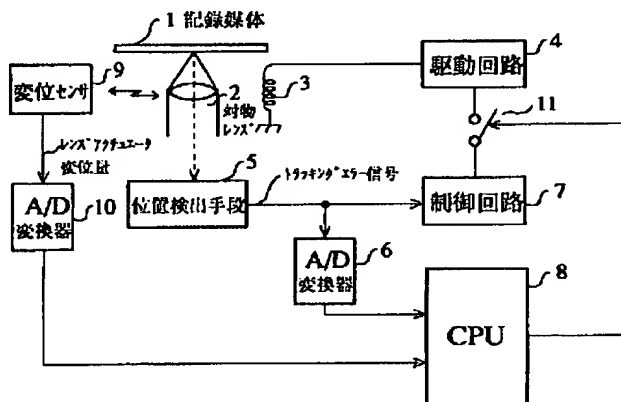 1 記録媒体
9
変位センサ
2
対物
レンズ
3
駆動回路
4
11
レンズアクチュエータ
変位量
5
位置検出手段
トラッキングエラー信号
制御回路
7
A/D
変換器
10
A/D
変換器
6
CPU
8